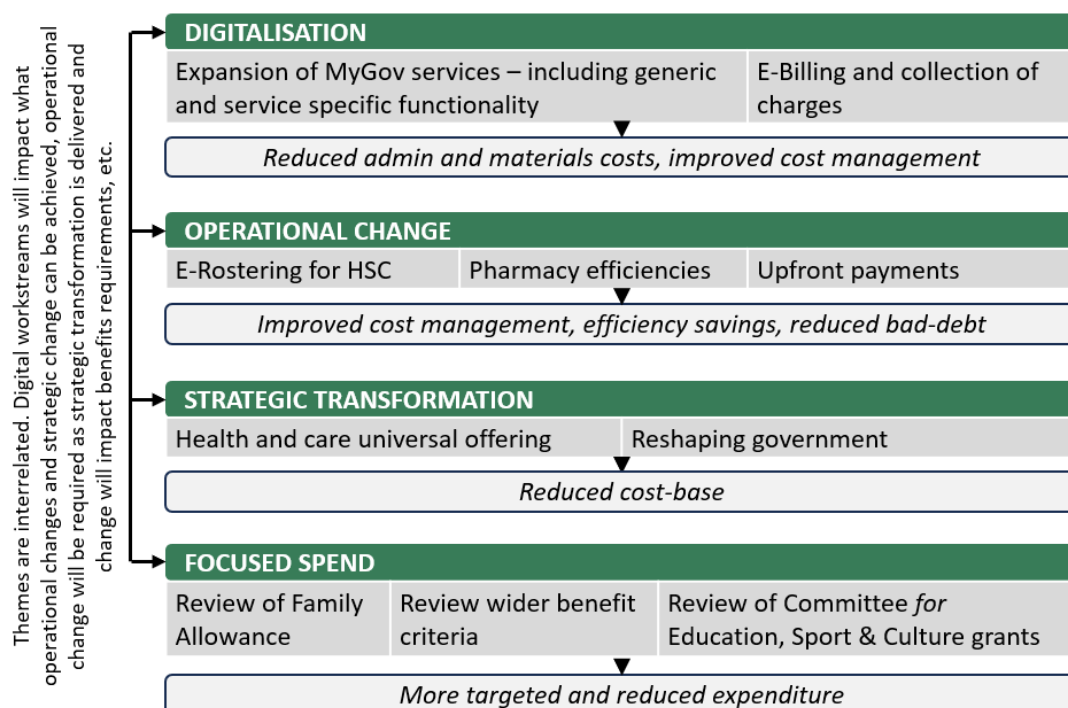 Themes are interrelated. Digital workstreams will impact what
operational changes and strategic change can be achieved, operational
change will be required as strategic transformation is delivered and
change will impact benefits requirements, etc.
DIGITALISATION
Expansion of MyGov services – including generic
and service specific functionality
E-Billing and collection of
charges
Reduced admin and materials costs, improved cost management
OPERATIONAL CHANGE
E-Rostering for HSC
Pharmacy efficiencies
Upfront payments
Improved cost management, efficiency savings, reduced bad-debt
STRATEGIC TRANSFORMATION
Health and care universal offering
Reshaping government
Reduced cost-base
FOCUSED SPEND
Review of Family
Allowance
Review wider benefit
criteria
Review of Committee for
Education, Sport & Culture grants
More targeted and reduced expenditure